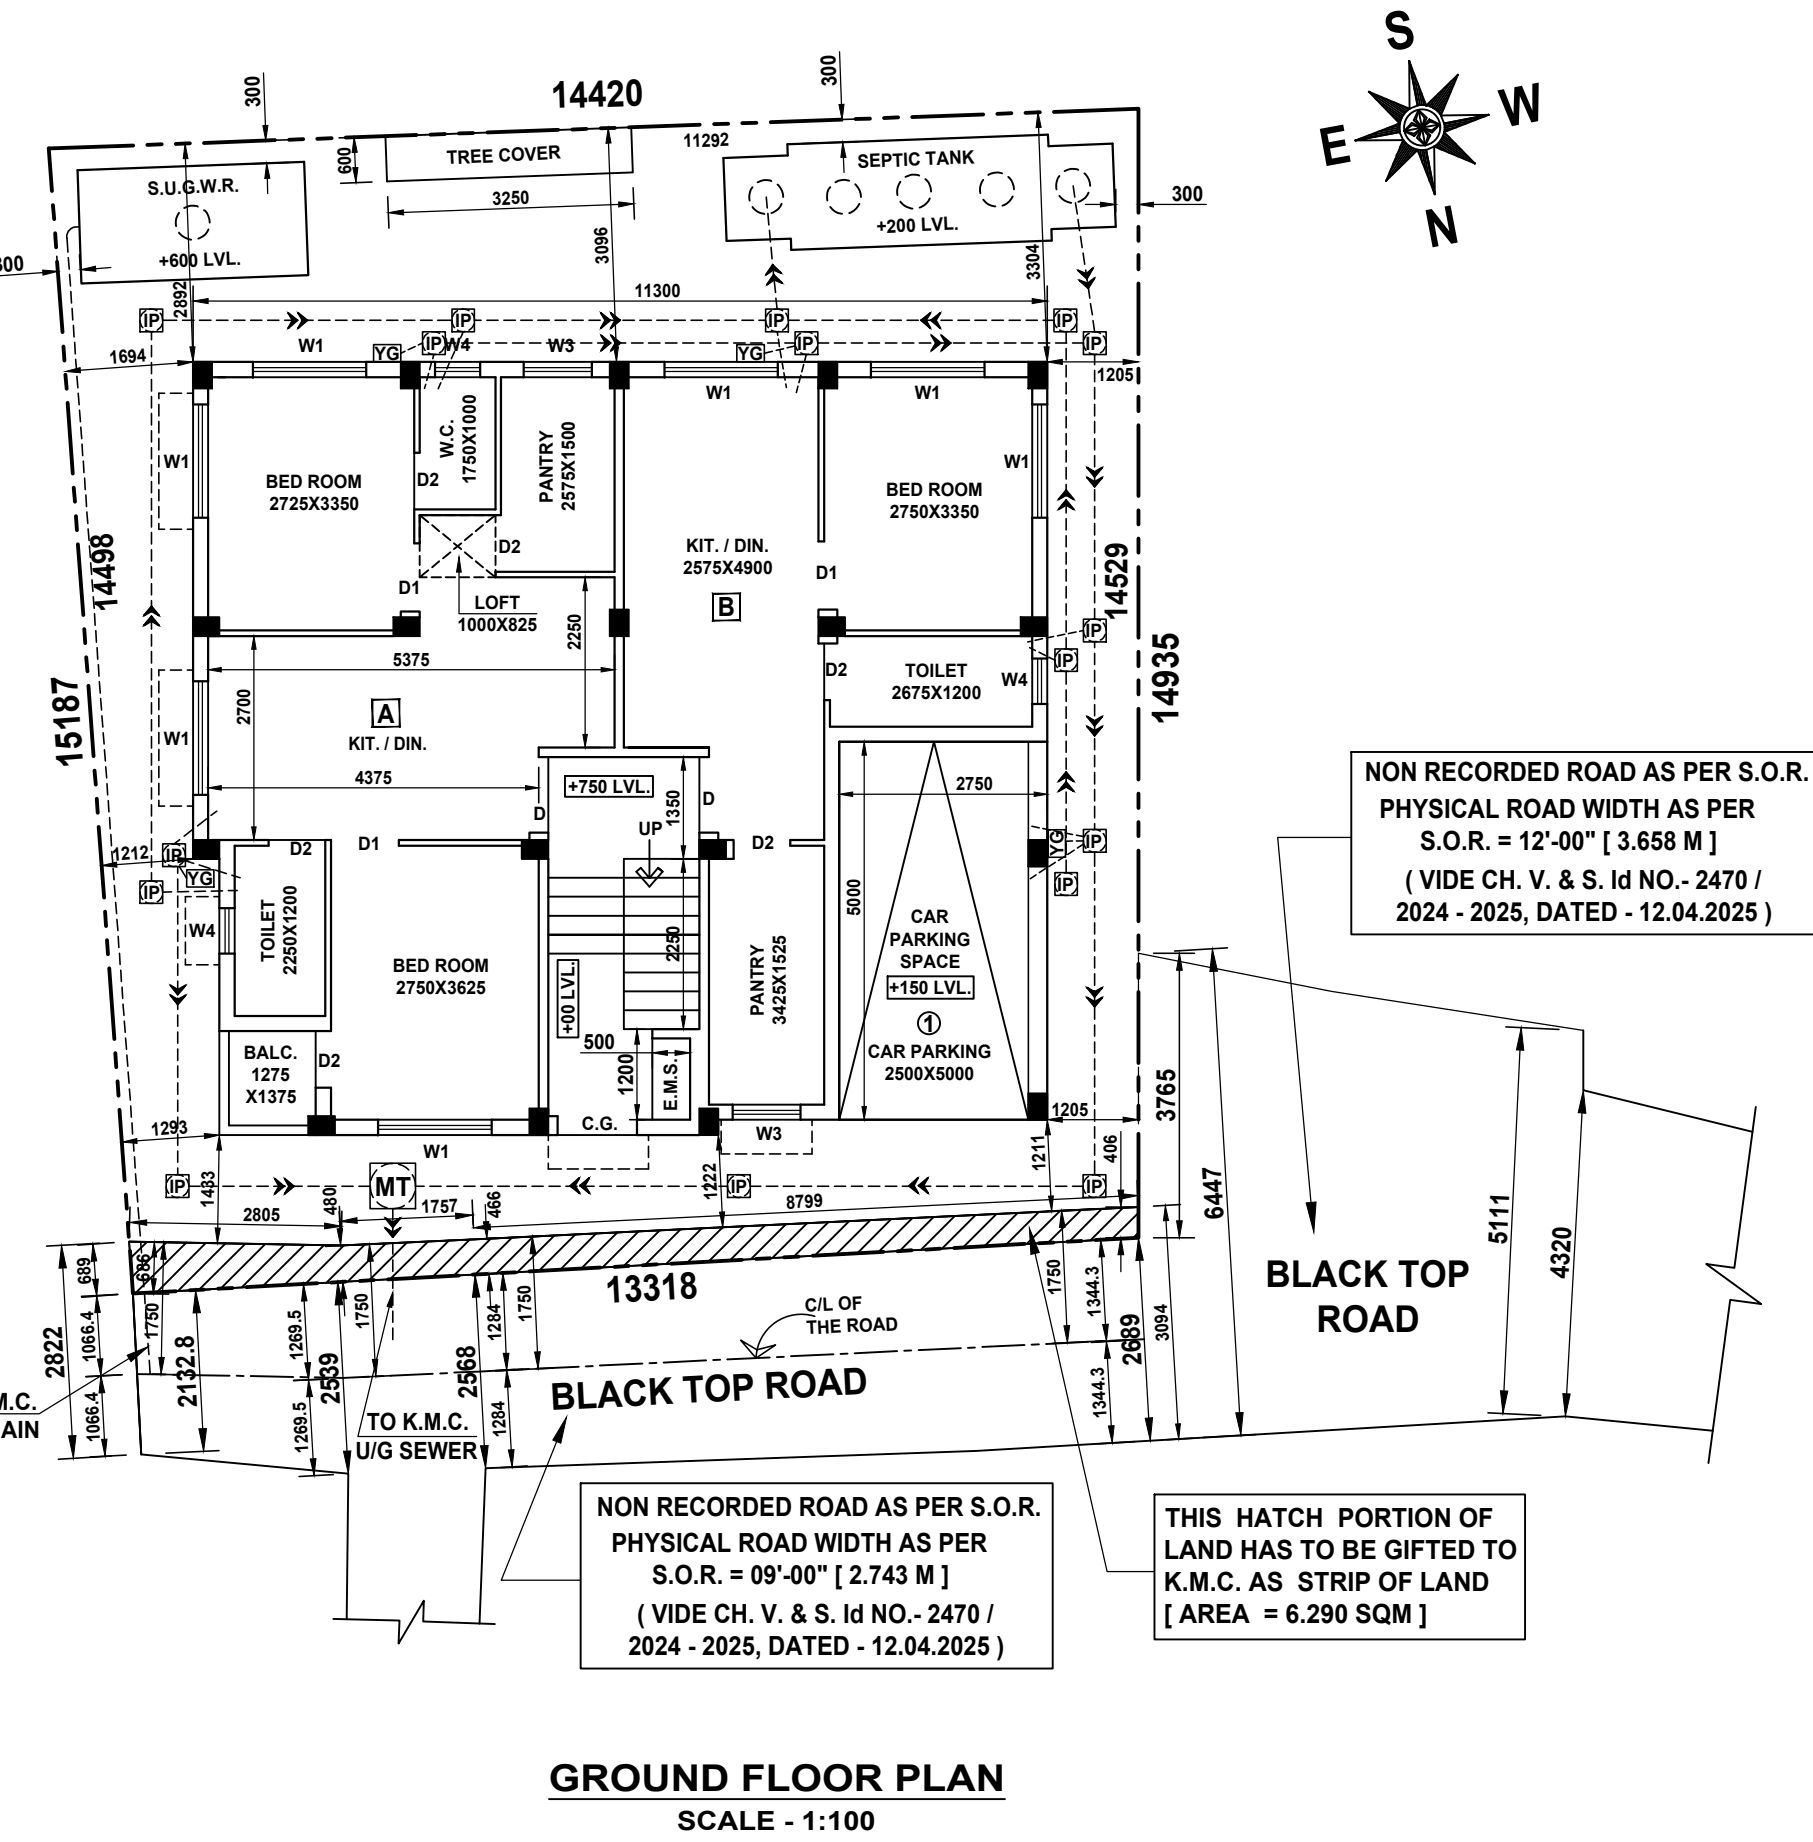 S
W
E
N
300
14420
300
11292
600
TREE COVER
3250
S.U.G.W.R.
+600 LVL.
SEPTIC TANK
+200 LVL.
300
2892
3096
3304
11300
IP
IP
IP
IP
W1
YG
IP
W4
W3
YG
IP
IP
1694
1205
W1
W1
W1
BED ROOM
2725X3350
W.C.
1750X1000
D2
PANTRY
2575X1500
D2
KIT. / DIN.
2575X4900
B
BED ROOM
2750X3350
W1
D1
D1
LOFT
1000X825
2250
14498
14529
15187
14935
5375
2700
A
KIT. / DIN.
W1
4375
TOILET
2675X1200
D2
W4
IP
IP
+750 LVL.
1350
D
D
UP
2750
5000
1212
IP
YG
IP
D2
D1
D2
YG
IP
IP
TOILET
2250X1200
W4
BED ROOM
2750X3625
2250
+00 LVL.
PANTRY
3425X1525
CAR
PARKING
SPACE
+150 LVL.
1
CAR PARKING
2500X5000
BALC.
1275
X1375
D2
500
1200
E.M.S.
C.G.
1293
W1
W3
1205
1433
1222
1211
406
3765
IP
MT
IP
IP
2805
480
1757
466
8799
NON RECORDED ROAD AS PER S.O.R.
PHYSICAL ROAD WIDTH AS PER
S.O.R. = 12'-00" [ 3.658 M ]
( VIDE CH. V. & S. Id NO.- 2470 /
2024 - 2025, DATED - 12.04.2025 )
6447
5111
4320
BLACK TOP
ROAD
689
686
1066.4
1750
2822
1066.4
2132.8
1269.5
1269.5
2539
1750
2568
1284
1284
1750
13318
C/L OF
THE ROAD
BLACK TOP ROAD
1750
1344.3
1344.3
2689
3094
TO K.M.C.
U/G SEWER
NON RECORDED ROAD AS PER S.O.R.
PHYSICAL ROAD WIDTH AS PER
S.O.R. = 09'-00" [ 2.743 M ]
( VIDE CH. V. & S. Id NO.- 2470 /
2024 - 2025, DATED - 12.04.2025 )
THIS HATCH PORTION OF
LAND HAS TO BE GIFTED TO
K.M.C. AS STRIP OF LAND
[ AREA = 6.290 SQM ]
GROUND FLOOR PLAN
SCALE - 1:100